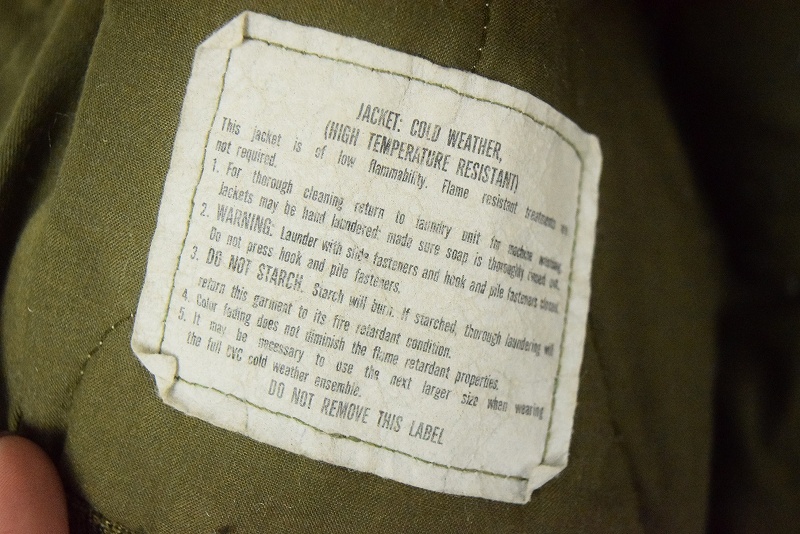 JACKET: COLD WEATHER,
(HIGH TEMPERATURE RESISTANT)
This jacket is of low flammability. Flame resistant treatments are
not required.
1. For thorough cleaning return to laundry unit for machine washing.
Jackets may be hand laundered; made sure soap is thoroughly rinsed out.
2. WARNING: Launder with slide fasteners and hook and pile fasteners closed.
Do not press hook and pile fasteners.
3. DO NOT STARCH. Starch will burn. If starched, thorough laundering will
return this garment to its fire retardant condition.
4. Color fading does not diminish the flame retardant properties.
5. It may be necessary to use the next larger size when wearing
the full CVC cold weather ensemble.
DO NOT REMOVE THIS LABEL